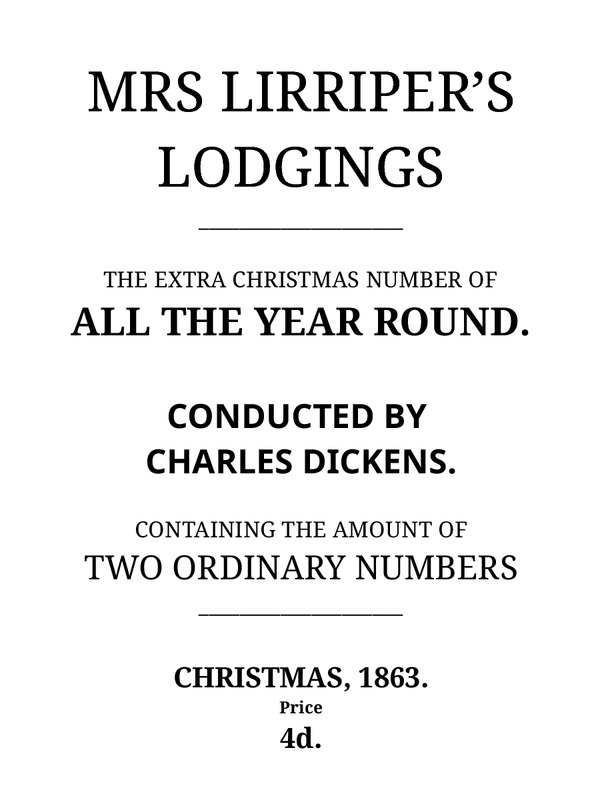 MRS LIRRIPER’S
LODGINGS
THE EXTRA CHRISTMAS NUMBER OF
ALL THE YEAR ROUND.
CONDUCTED BY
CHARLES DICKENS.
CONTAINING THE AMOUNT OF
TWO ORDINARY NUMBERS
CHRISTMAS, 1863.
Price
4d.